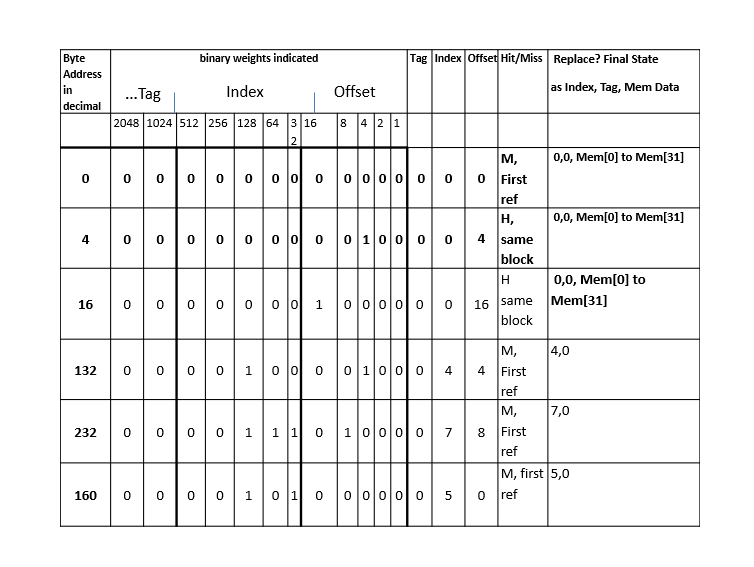 Byte Address in decimal | binary weights indicated | Tag | Index | Offset | Hit/Miss | Replace? Final State as Index, Tag, Mem Data
...Tag | Index | Offset
2048 | 1024 | 512 | 256 | 128 | 64 | 32 | 16 | 8 | 4 | 2 | 1
0 | 0 | 0 | 0 | 0 | 0 | 0 | 0 | 0 | 0 | 0 | 0 | 0 | 0 | 0 | 0 | M, First ref | 0,0, Mem[0] to Mem[31]
4 | 0 | 0 | 0 | 0 | 0 | 0 | 0 | 0 | 0 | 1 | 0 | 0 | 0 | 0 | 4 | H, same block | 0,0, Mem[0] to Mem[31]
16 | 0 | 0 | 0 | 0 | 0 | 0 | 0 | 1 | 0 | 0 | 0 | 0 | 0 | 0 | 16 | H same block | 0,0, Mem[0] to Mem[31]
132 | 0 | 0 | 0 | 0 | 1 | 0 | 0 | 0 | 0 | 1 | 0 | 0 | 0 | 4 | 4 | M, First ref | 4,0
232 | 0 | 0 | 0 | 0 | 1 | 1 | 1 | 0 | 1 | 0 | 0 | 0 | 0 | 7 | 8 | M, First ref | 7,0
160 | 0 | 0 | 0 | 0 | 1 | 0 | 1 | 0 | 0 | 0 | 0 | 0 | 0 | 5 | 0 | M, first ref | 5,0